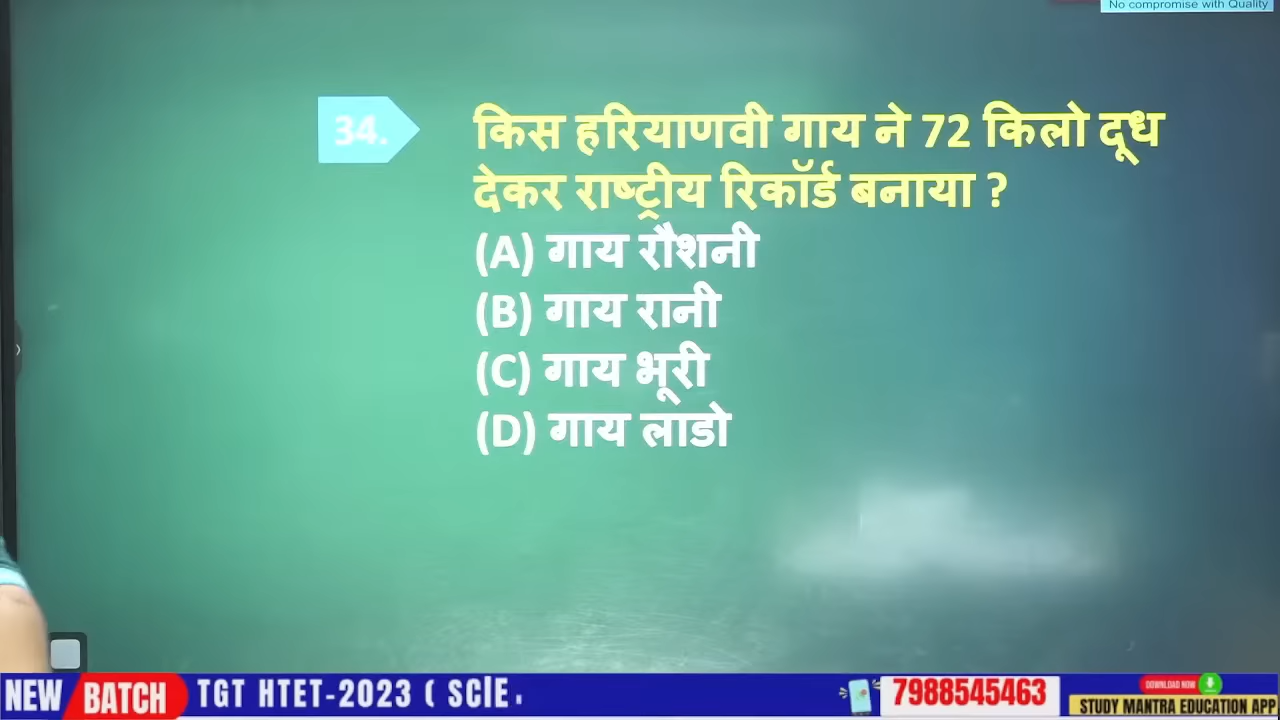 No compromise with Quality
34.
किस हरियाणवी गाय ने 72 किलो दूध
देकर राष्ट्रीय रिकॉर्ड बनाया ?
(A) गाय रौशनी
(B) गाय रानी
(C) गाय भूरी
(D) गाय लाडो
NEW BATCH
TGT HTET-2023 (
7988545463
DOWNLOAD NOW
STUDY MANTRA EDUCATION APP